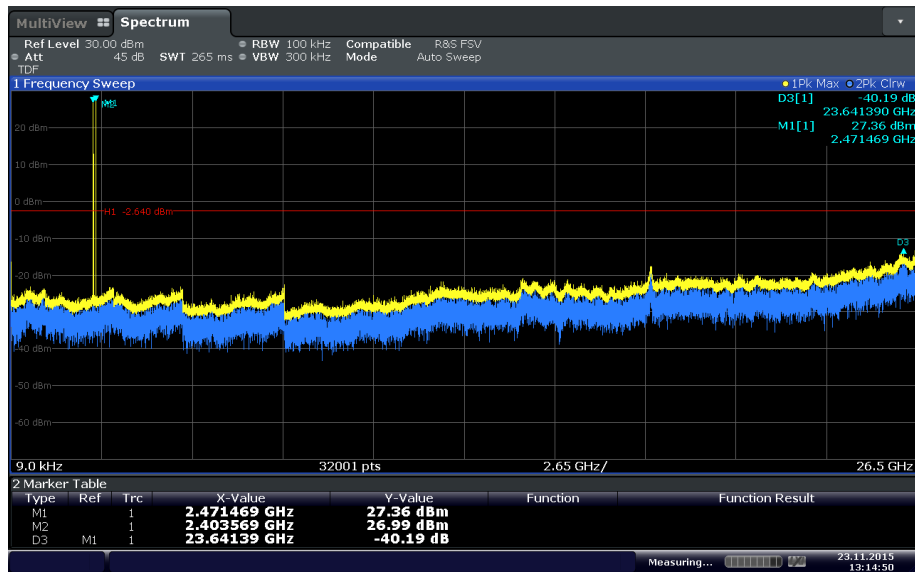 MultiView Spectrum
Ref Level 30.00 dBm RBW 100 kHz Compatible R&S FSV
Att 45 dB SWT 265 ms VBW 300 kHz Mode Auto Sweep
TDF
1 Frequency Sweep 1Pk Max 2Pk Clrw
D3[1] -40.19 dB
23.641390 GHz
M1[1] 27.36 dBm
2.471469 GHz
20 dBm
10 dBm
0 dBm
H1 -2.640 dBm
-10 dBm
D3
-20 dBm
-40 dBm
-50 dBm
-60 dBm
9.0 kHz 32001 pts 2.65 GHz/ 26.5 GHz
2 Marker Table
Type Ref Trc X-Value Y-Value Function Function Result
M1 1 2.471469 GHz 27.36 dBm
M2 1 2.403569 GHz 26.99 dBm
D3 M1 1 23.64139 GHz -40.19 dB
Measuring... 23.11.2015
13:14:50